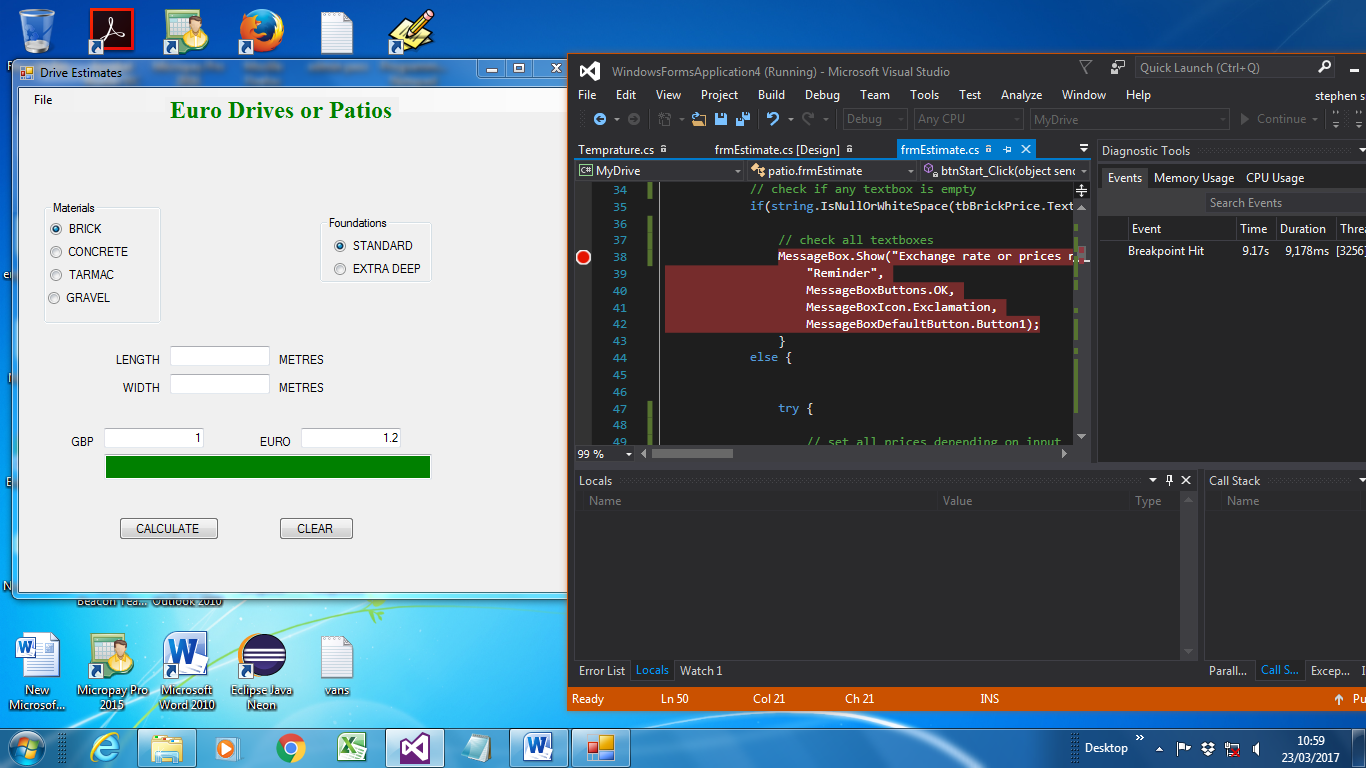 Drive Estimates
File
Euro Drives or Patios
Materials
BRICK
CONCRETE
TARMAC
GRAVEL
Foundations
STANDARD
EXTRA DEEP
LENGTH METRES
WIDTH METRES
GBP 1 EURO 1.2
CALCULATE CLEAR
WindowsFormsApplication4 (Running) - Microsoft Visual Studio
Quick Launch (Ctrl+Q)
File Edit View Project Build Debug Team Tools Test Analyze Window Help
stephen s
Debug Any CPU MyDrive Continue
Temprature.cs frmEstimate.cs [Design] frmEstimate.cs
MyDrive patio.frmEstimate btnStart_Click(object senc
34 // check if any textbox is empty
35 if(string.IsNullOrWhiteSpace(tbBrickPrice.Text
36
37 // check all textboxes
38 MessageBox.Show("Exchange rate or prices r
39 "Reminder",
40 MessageBoxButtons.OK,
41 MessageBoxIcon.Exclamation,
42 MessageBoxDefaultButton.Button1);
43 }
44 else {
45
46
47 try {
48
49 // set all prices depending on input
99 %
Diagnostic Tools
Events Memory Usage CPU Usage
Search Events
Event Time Duration Threa
Breakpoint Hit 9.17s 9,178ms [3256]
Locals
Name Value Type
Call Stack
Name
Error List Locals Watch 1
Parall... Call S... Excep...
Ready Ln 50 Col 21 Ch 21 INS Pu
Beacon Tea... Outlook 2010
New Microsof...
Micropay Pro 2015
Microsoft Word 2010
Eclipse Java Neon
vans
Desktop
10:59
23/03/2017